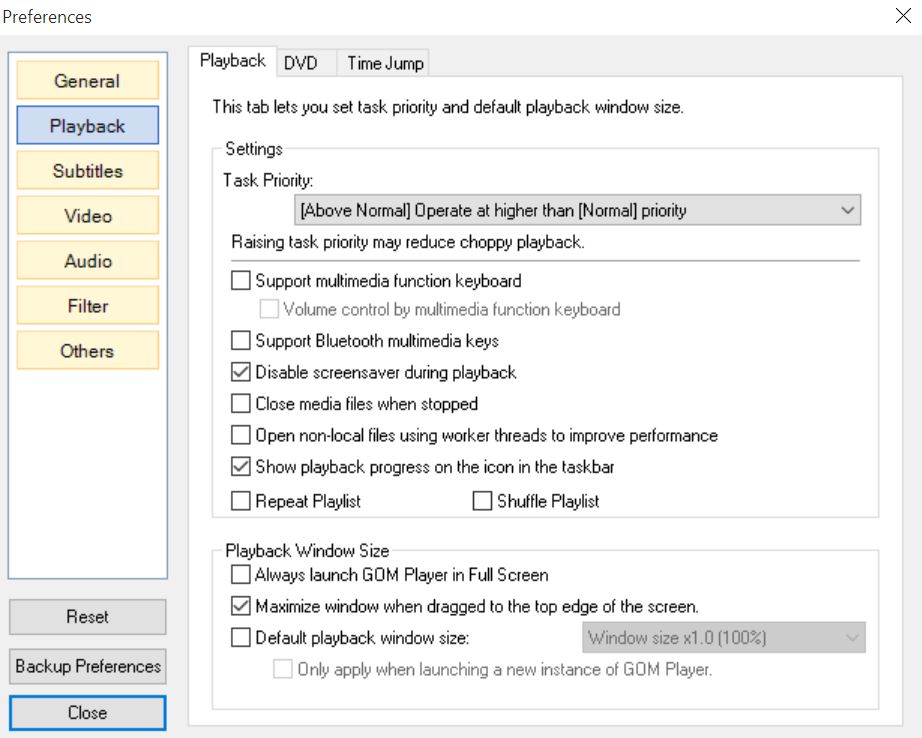 Preferences
General
Playback
Subtitles
Video
Audio
Filter
Others
Reset
Backup Preferences
Close
Playback DVD Time Jump
This tab lets you set task priority and default playback window size.
Settings
Task Priority:
[Above Normal] Operate at higher than [Normal] priority
Raising task priority may reduce choppy playback.
Support multimedia function keyboard
Volume control by multimedia function keyboard
Support Bluetooth multimedia keys
Disable screensaver during playback
Close media files when stopped
Open non-local files using worker threads to improve performance
Show playback progress on the icon in the taskbar
Repeat Playlist Shuffle Playlist
Playback Window Size
Always launch GOM Player in Full Screen
Maximize window when dragged to the top edge of the screen.
Default playback window size: Window size x1.0 (100%)
Only apply when launching a new instance of GOM Player.